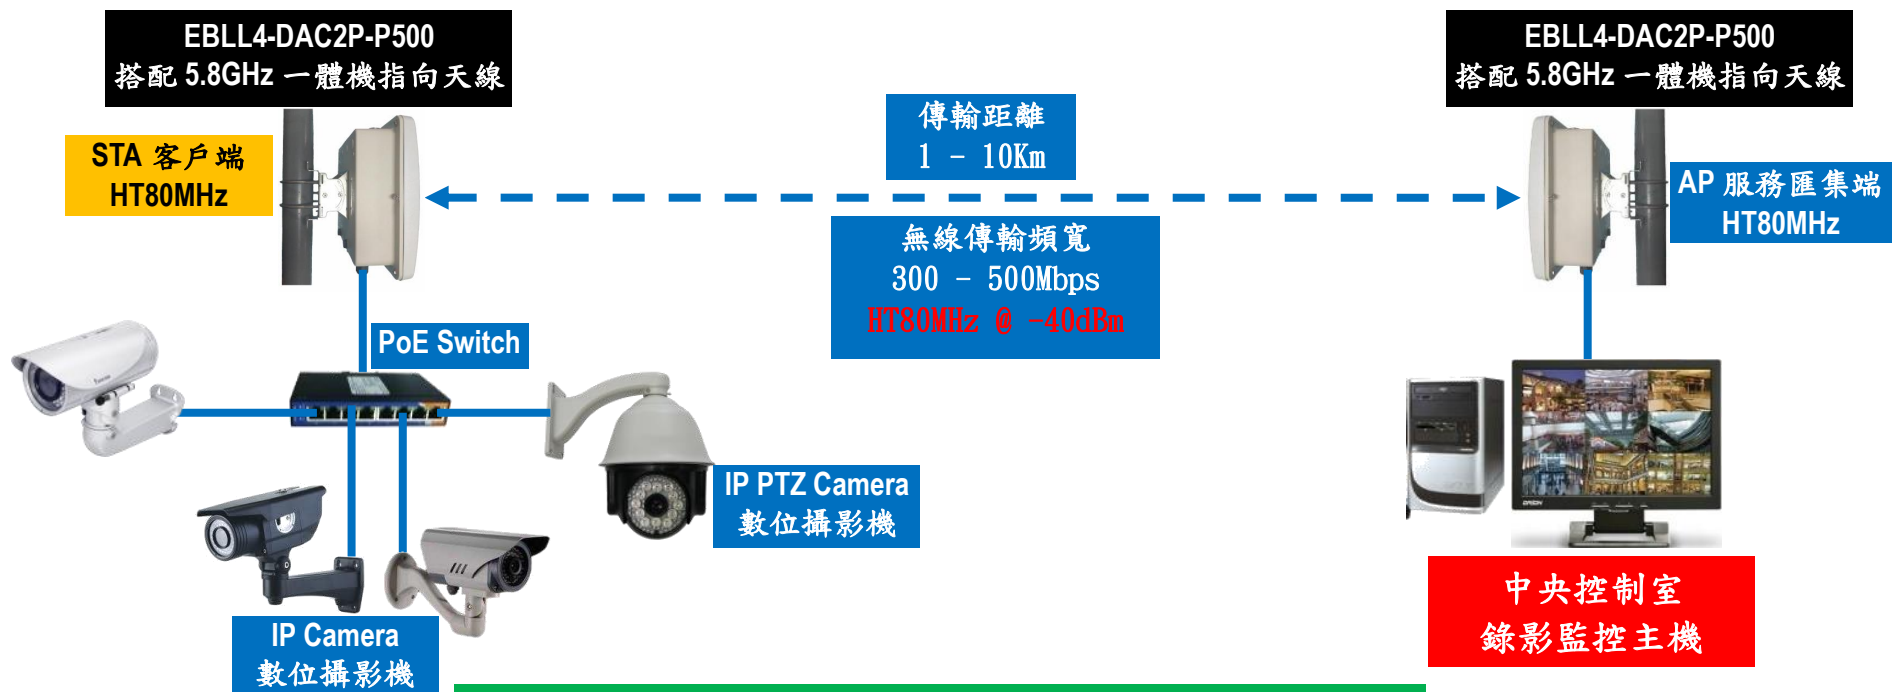 EBLL4-DAC2P-P500
搭配 5.8GHz 一體機指向天線
EBLL4-DAC2P-P500
搭配 5.8GHz 一體機指向天線
STA 客戶端
HT80MHz
傳輸距離
1 - 10Km
AP 服務匯集端
HT80MHz
無線傳輸頻寬
300 - 500Mbps
HT80MHz @ -40dBm
PoE Switch
IP PTZ Camera
數位攝影機
IP Camera
數位攝影機
中央控制室
錄影監控主機